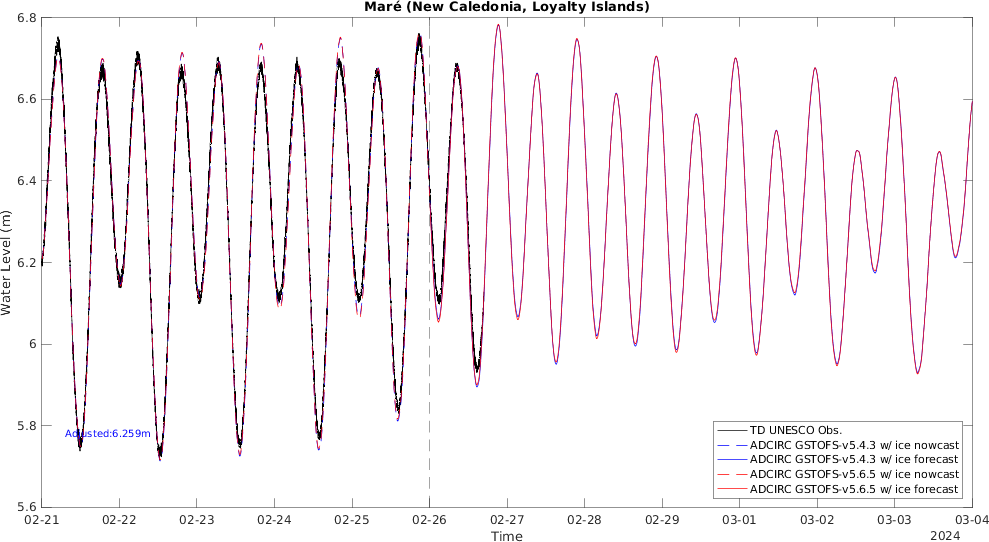 Maré (New Caledonia, Loyalty Islands)
Water Level (m)
6.8
6.6
6.4
6.2
6
5.8
5.6
Adjusted:6.259m
TD UNESCO Obs.
ADCIRC GSTOFS-v5.4.3 w/ ice nowcast
ADCIRC GSTOFS-v5.4.3 w/ ice forecast
ADCIRC GSTOFS-v5.6.5 w/ ice nowcast
ADCIRC GSTOFS-v5.6.5 w/ ice forecast
02-21 02-22 02-23 02-24 02-25 02-26 02-27 02-28 02-29 03-01 03-02 03-03 03-04
Time
2024